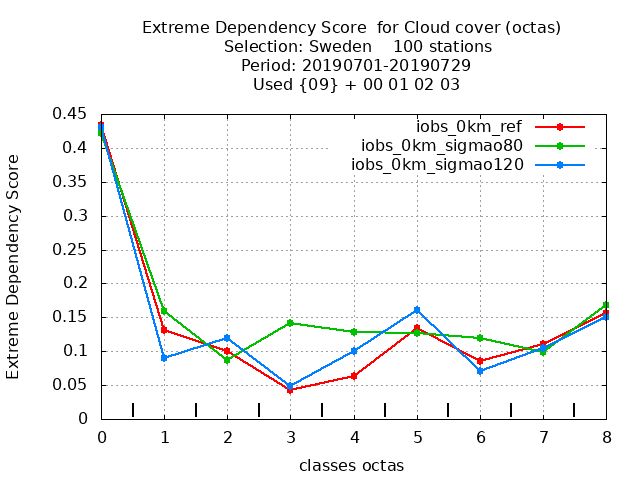 Extreme Dependency Score  for Cloud cover (octas)
Selection: Sweden    100 stations
Period: 20190701-20190729
Used {09} + 00 01 02 03
iobs_0km_ref
iobs_0km_sigmao80
iobs_0km_sigmao120
Extreme Dependency Score
0.45
0.4
0.35
0.3
0.25
0.2
0.15
0.1
0.05
0
0 1 2 3 4 5 6 7 8
classes octas